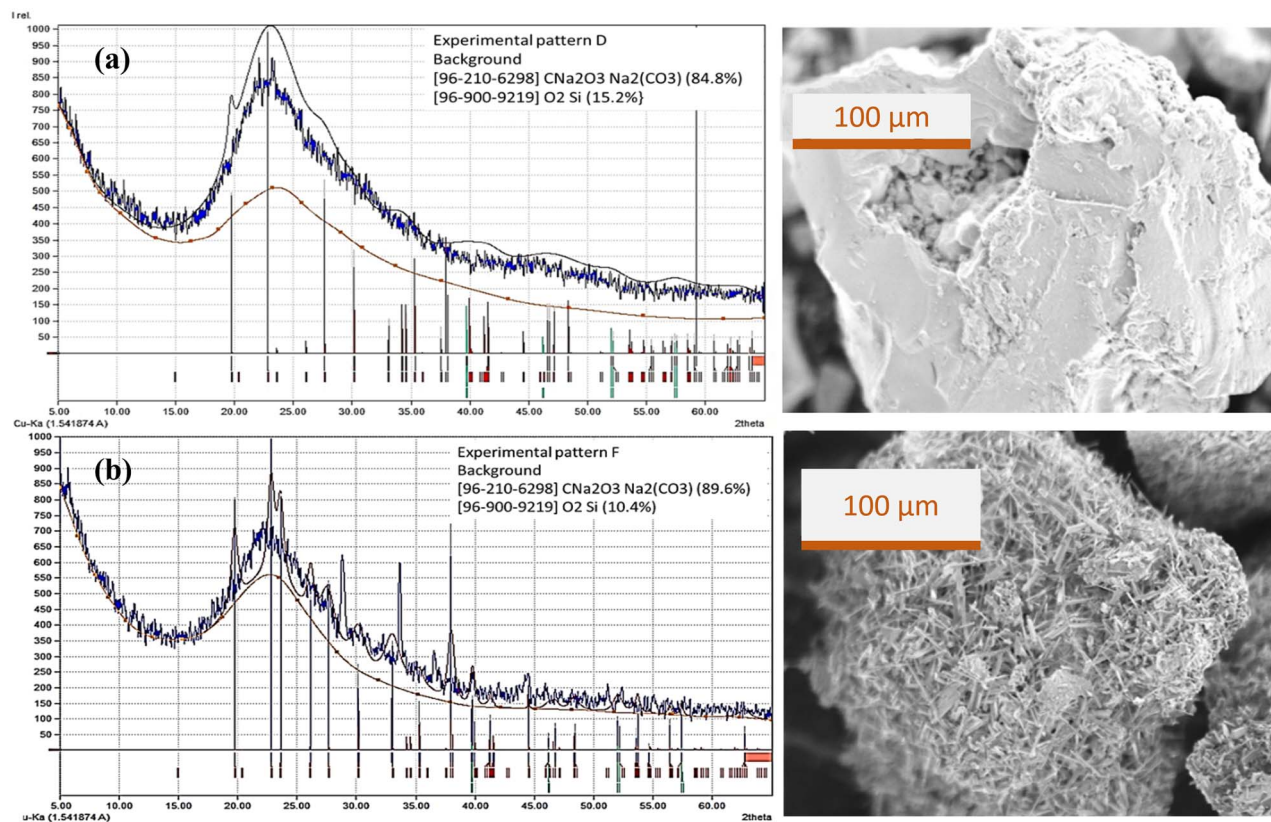 I rel.
1000
950
900
850
800
750
700
650
600
550
500
450
400
350
300
250
200
150
100
50
(a)
Experimental pattern D
Background
[96-210-6298] CNa2O3 Na2(CO3) (84.8%)
[96-900-9219] O2 Si (15.2%}
5.00 10.00 15.00 20.00 25.00 30.00 35.00 40.00 45.00 50.00 55.00 60.00
Cu-Ka (1.541874 A) 2theta
100 µm
1000
950
900
850
800
750
700
650
600
550
500
450
400
350
300
250
200
150
100
50
(b)
Experimental pattern F
Background
[96-210-6298] CNa2O3 Na2(CO3) (89.6%)
[96-900-9219] O2 Si (10.4%)
5.00 10.00 15.00 20.00 25.00 30.00 35.00 40.00 45.00 50.00 55.00 60.00
u-Ka (1.541874 A) 2theta
100 µm